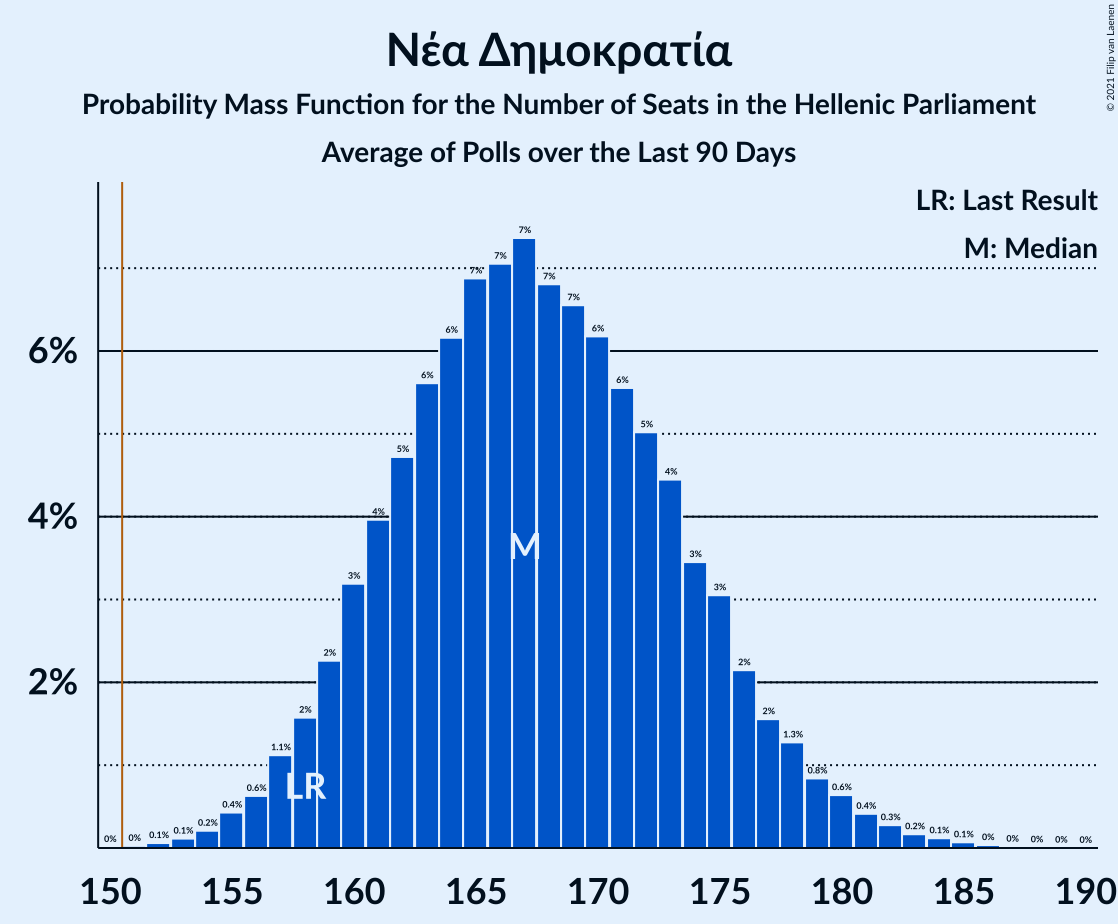 Νέα Δημοκρατία
Probability Mass Function for the Number of Seats in the Hellenic Parliament
Average of Polls over the Last 90 Days
© 2021 Filip van Laenen
LR: Last Result
M: Median
6%
4%
2%
0% 0% 0.1% 0.1% 0.2% 0.4% 0.6% 1.1% 2% 2% 3% 4% 5% 6% 6% 7% 7% 7% 7% 7% 6% 6% 5% 4% 3% 3% 2% 2% 1.3% 0.8% 0.6% 0.4% 0.3% 0.2% 0.1% 0.1% 0% 0% 0% 0% 0%
M
LR
150 155 160 165 170 175 180 185 190